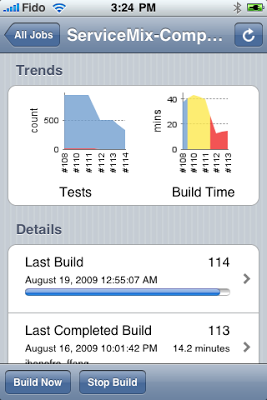 Fido 3:24 PM
All Jobs ServiceMix-Comp...
Trends
count
500
0
#108
#110
#111
#112
#113
#114
Tests
mins
40
20
0
#108
#110
#111
#112
#113
Build Time
Details
Last Build 114
August 19, 2009 12:55:07 AM
Last Completed Build 113
August 16, 2009 10:01:42 PM 14.2 minutes
Build Now Stop Build